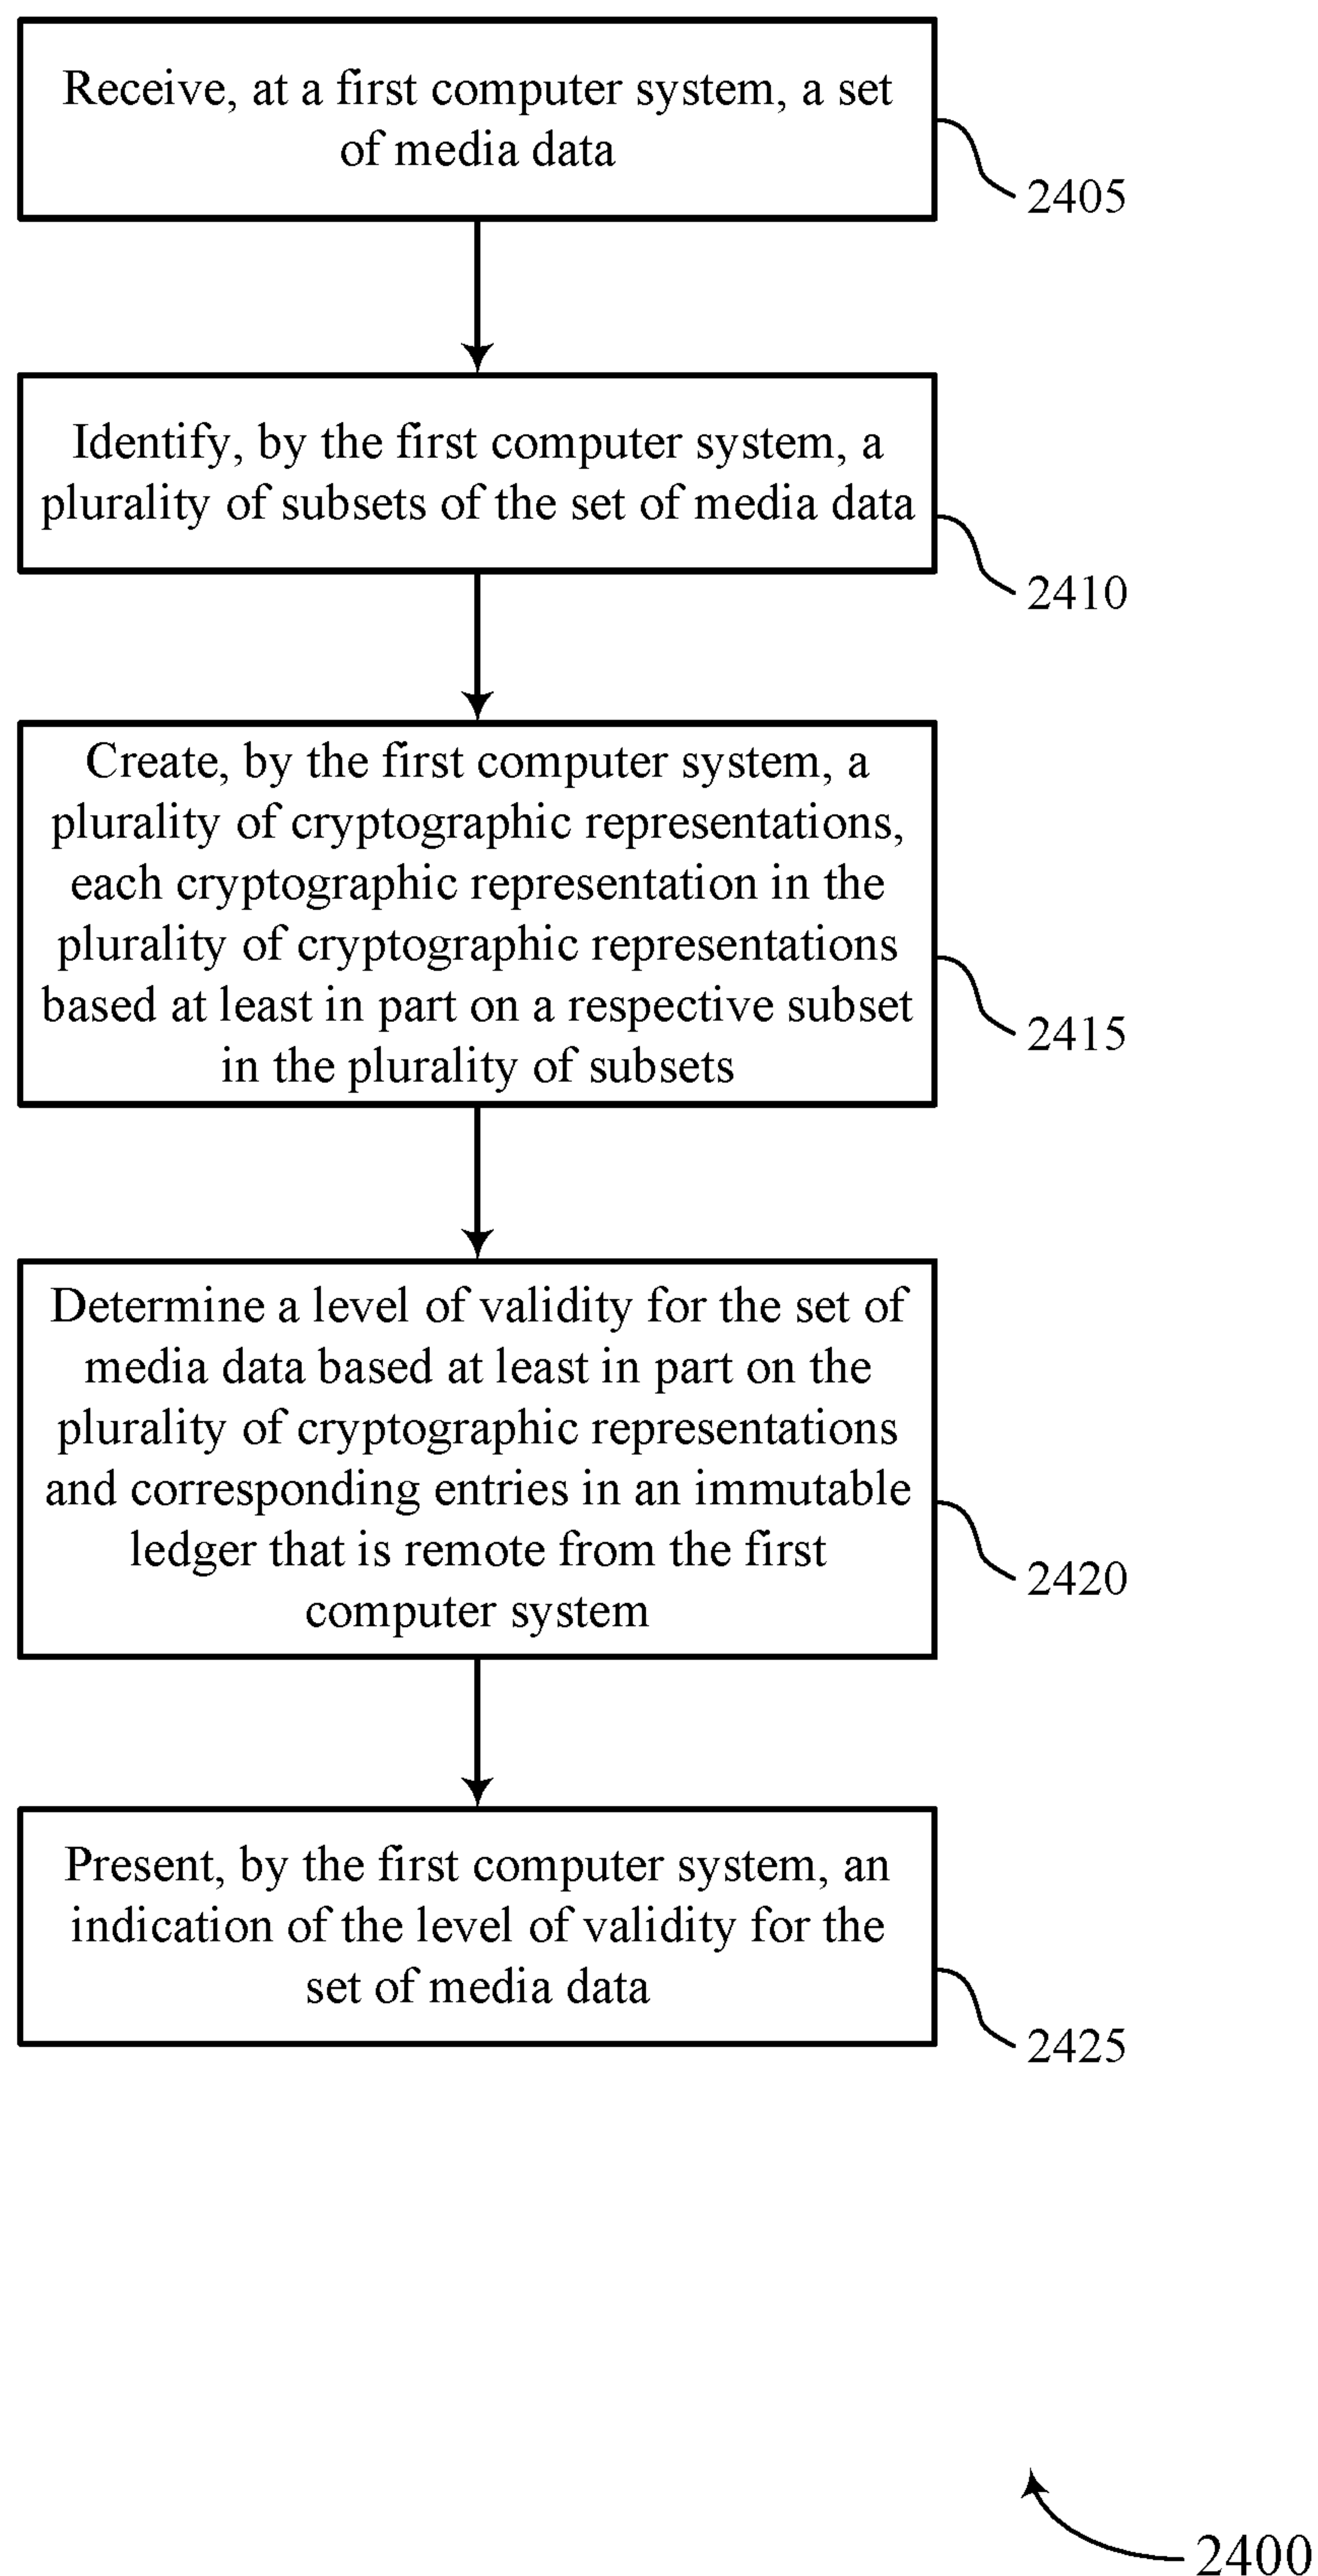 Receive, at a first computer system, a set
of media data
2405
Identify, by the first computer system, a
plurality of subsets of the set of media data
2410
Create, by the first computer system, a
plurality of cryptographic representations,
each cryptographic representation in the
plurality of cryptographic representations
based at least in part on a respective subset
in the plurality of subsets
2415
Determine a level of validity for the set of
media data based at least in part on the
plurality of cryptographic representations
and corresponding entries in an immutable
ledger that is remote from the first
computer system
2420
Present, by the first computer system, an
indication of the level of validity for the
set of media data
2425
2400